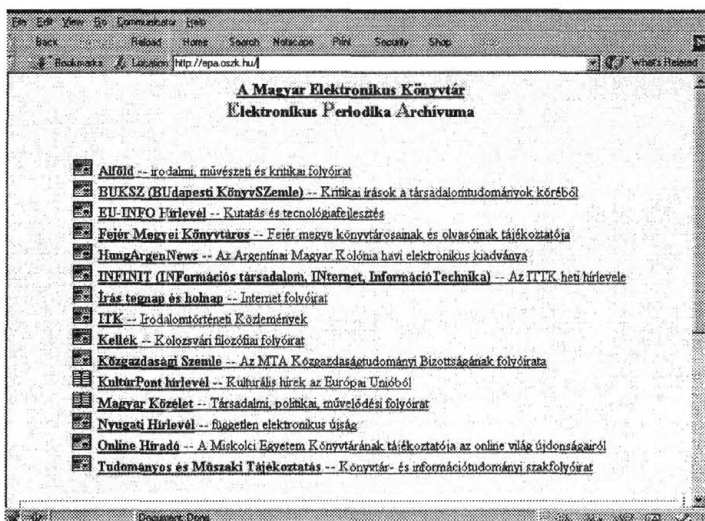 File Edit View Go Communicator Help
Back Reload Home Search Netscape Print Security Shop
Bookmarks Location http://epa.oszk.hu/ What's Related
A Magyar Elektronikus Könyvtár
Elektronikus Periodika Archívuma
Alföld -- irodalmi, művészeti és kritikai folyóirat
BUKSZ (BUdapesti KönyvSZemle) -- Kritikai írások a társadalomtudományok köréből
EU-INFO Hírlevél -- Kutatás és tecnológiafejlesztés
Fejér Megyei Könyvtáros -- Fejér megye könyvtárosainak és olvasóinak tájékoztatója
HungArgenNews -- Az Argentínai Magyar Kolónia havi elektronikus kiadványa
INFINIT (INFormációs társadalom, INternet, InformációTechnika) -- Az ITTK heti hírlevele
Írás tegnap és holnap -- Internet folyóirat
ITK -- Irodalomtörténeti Közlemények
Kellék -- Kolozsvári filozófiai folyóirat
Közgazdasági Szemle -- Az MTA Közgazdaságtudományi Bizottságának folyóirata
KultúrPont hírlevél -- Kulturális hírek az Európai Unióból
Magyar Közélet -- Társadalmi, politikai, művelődési folyóirat
Nyugati Hírlevél -- független elektronikus újság
Online Híradó -- A Miskolci Egyetem Könyvtárának tájékoztatója az online világ újdonságairól
Tudományos és Műszaki Tájékoztatás -- Könyvtár- és információtudományi szakfolyóirat
Document: Done